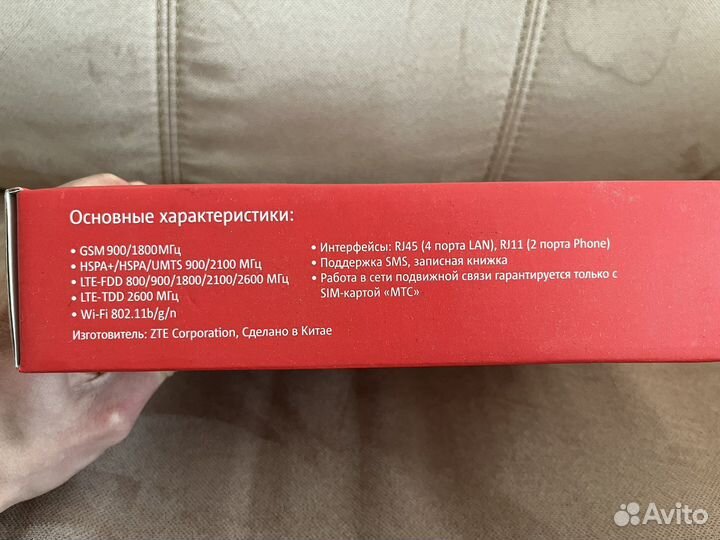 Основные характеристики:
• GSM 900/1800МГц
• HSPA+/HSPA/UMTS 900/2100 МГц
• LTE-FDD 800/900/1800/2100/2600 МГц
• LTE-TDD 2600 МГц
• Wi-Fi 802.11b/g/n
Изготовитель: ZTE Corporation, Сделано в Китае
• Интерфейсы: RJ45 (4 порта LAN), RJ11 (2 порта Phone)
• Поддержка SMS, записная книжка
• Работа в сети подвижной связи гарантируется только с
SIM-картой «МТС»
Avito